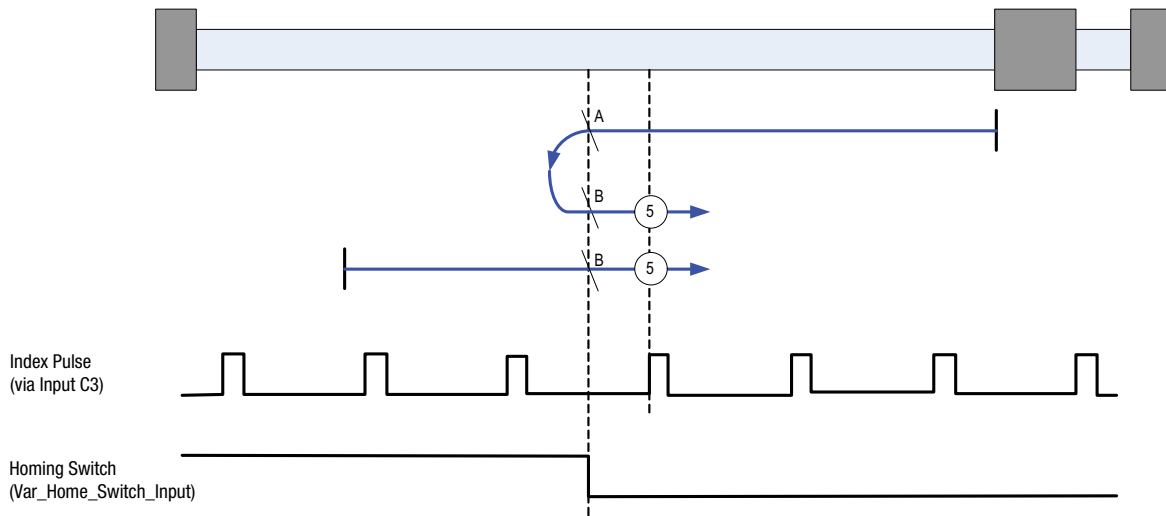 A
B
5
B
5
Index Pulse
(via Input C3)
Homing Switch
(Var_Home_Switch_Input)